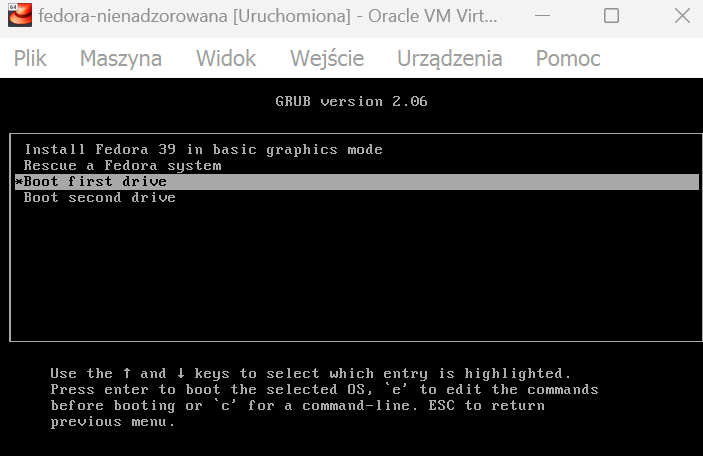 64
fedora-nienadzorowana [Uruchomiona] - Oracle VM Virt...
Plik Maszyna Widok Wejście Urządzenia Pomoc
GRUB version 2.06
Install Fedora 39 in basic graphics mode
Rescue a Fedora system
*Boot first drive
Boot second drive
Use the ↑ and ↓ keys to select which entry is highlighted.
Press enter to boot the selected OS, `e' to edit the commands
before booting or `c' for a command-line. ESC to return
previous menu.